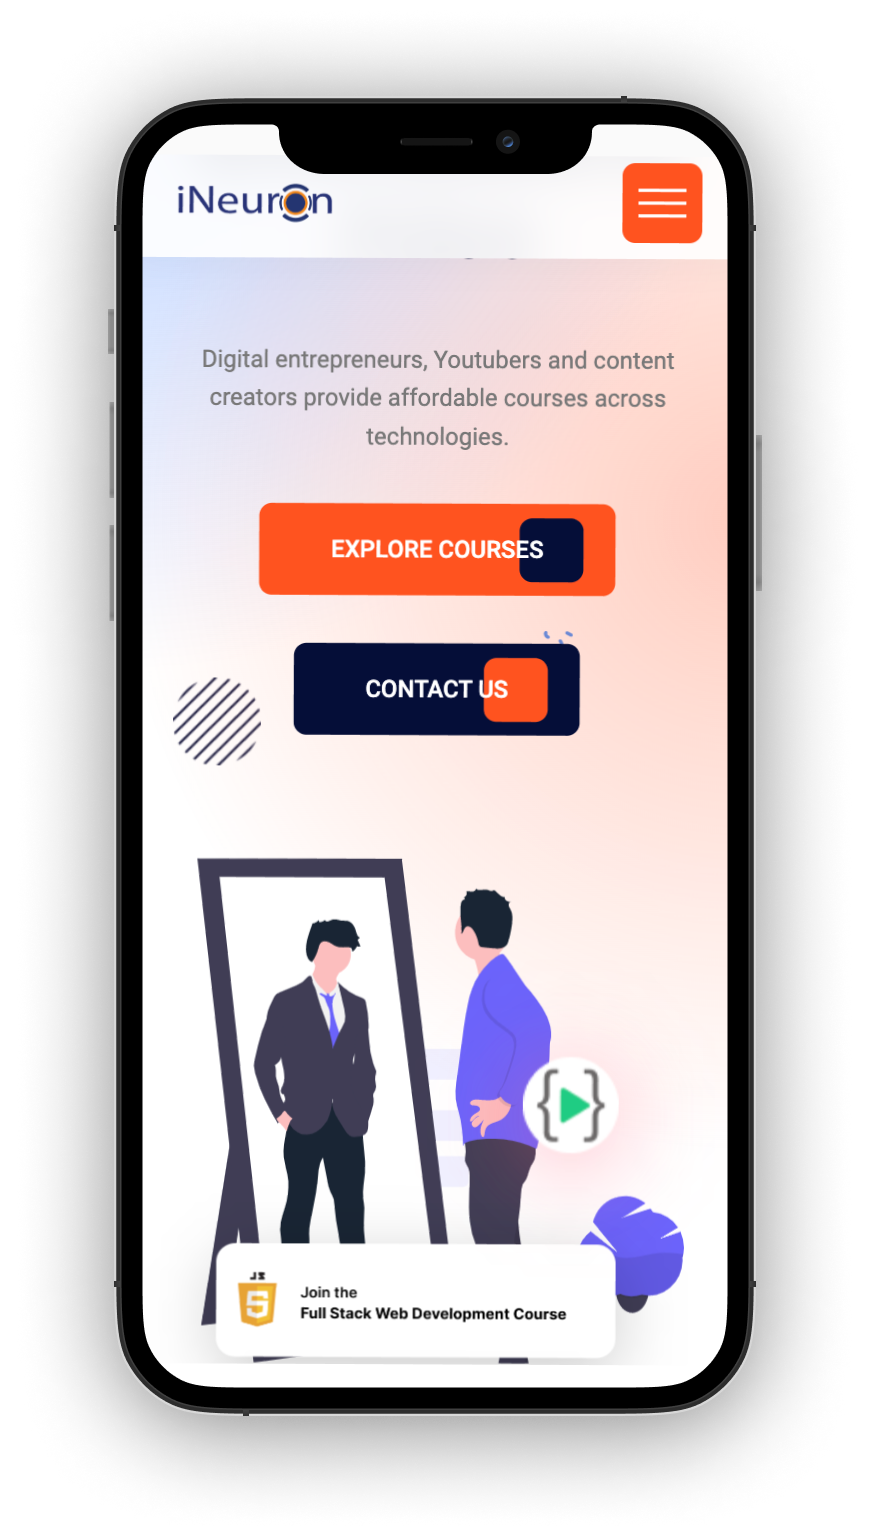 iNeuron
Digital entrepreneurs, Youtubers and content
creators provide affordable courses across
technologies.
EXPLORE COURSES
CONTACT US
{ }
JS
5
Join the
Full Stack Web Development Course